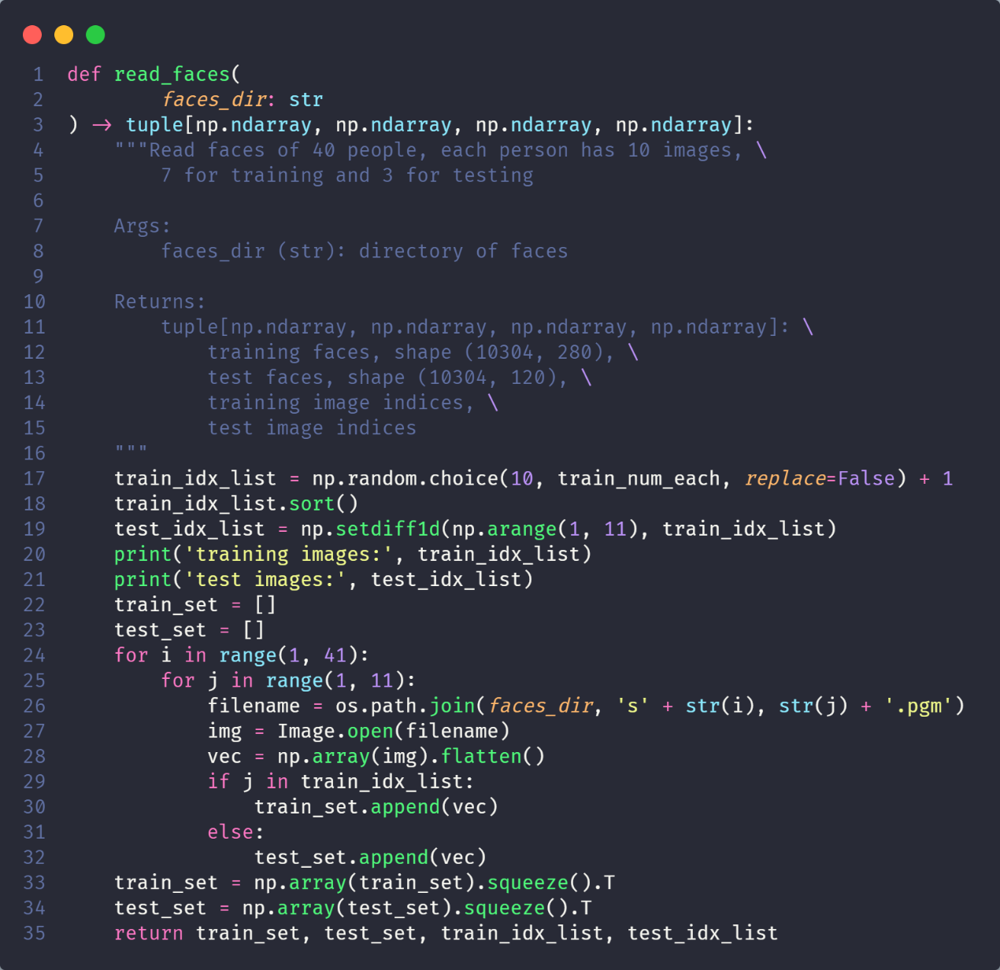 1 def read_faces(
2         faces_dir: str
3 ) -> tuple[np.ndarray, np.ndarray, np.ndarray, np.ndarray]:
4     """Read faces of 40 people, each person has 10 images, \
5         7 for training and 3 for testing
6
7     Args:
8         faces_dir (str): directory of faces
9
10     Returns:
11         tuple[np.ndarray, np.ndarray, np.ndarray, np.ndarray]: \
12             training faces, shape (10304, 280), \
13             test faces, shape (10304, 120), \
14             training image indices, \
15             test image indices
16     """
17     train_idx_list = np.random.choice(10, train_num_each, replace=False) + 1
18     train_idx_list.sort()
19     test_idx_list = np.setdiff1d(np.arange(1, 11), train_idx_list)
20     print('training images:', train_idx_list)
21     print('test images:', test_idx_list)
22     train_set = []
23     test_set = []
24     for i in range(1, 41):
25         for j in range(1, 11):
26             filename = os.path.join(faces_dir, 's' + str(i), str(j) + '.pgm')
27             img = Image.open(filename)
28             vec = np.array(img).flatten()
29             if j in train_idx_list:
30                 train_set.append(vec)
31             else:
32                 test_set.append(vec)
33     train_set = np.array(train_set).squeeze().T
34     test_set = np.array(test_set).squeeze().T
35     return train_set, test_set, train_idx_list, test_idx_list